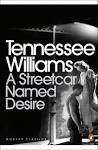 Tennessee
Williams
A Streetcar
Named
Desire
MODERN CLASSICS